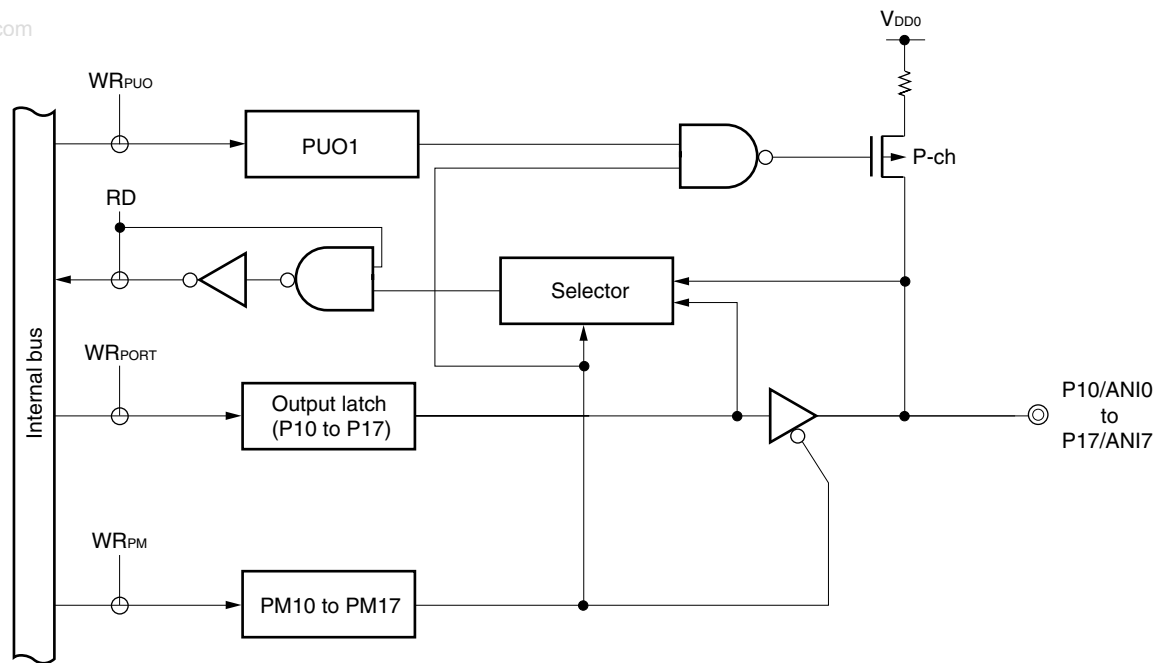 com
VDD0
WRPUO
PUO1
P-ch
RD
Selector
WRPORT
Internal bus
Output latch
(P10 to P17)
P10/ANI0
to
P17/ANI7
WRPM
PM10 to PM17